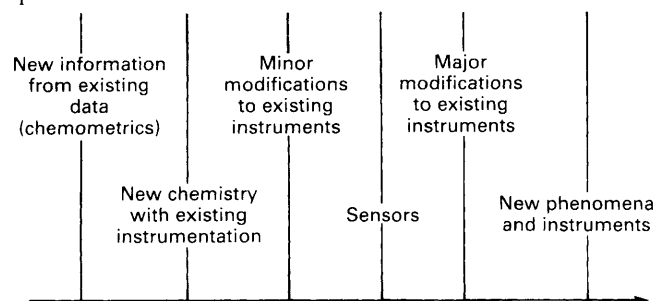 New information
from existing
data
(chemometrics)
Minor
modifications
to existing
instruments
Major
modifications
to existing
instruments
New chemistry
with existing
instrumentation
Sensors
New phenomena
and instruments